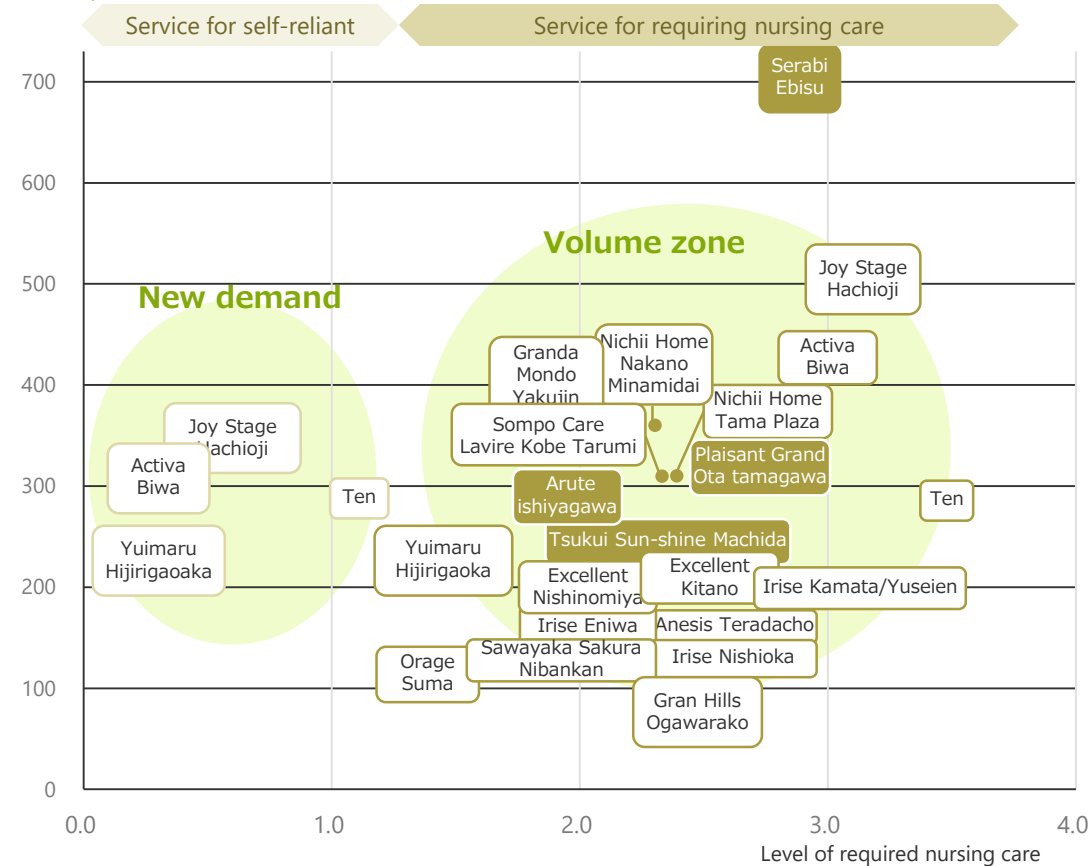 Service for self-reliant
Service for requiring nursing care
700
Serabi
Ebisu
600
Volume zone
500
Joy Stage
Hachioji
New demand
Nichii Home
Nakano
Minamidai
Granda
Mondo
Yakujin
Activa
Biwa
400
Nichii Home
Tama Plaza
Joy Stage
Hachioji
Sompo Care
Lavire Kobe Tarumi
Activa
Biwa
Plaisant Grand
Ota tamagawa
300
Ten
Arute
ishiyagawa
Ten
Tsukui Sun-shine Machida
Yuimaru
Hijirigaoaka
Yuimaru
Hijirigaoka
Excellent
Nishinomiya
Excellent
Kitano
200
Irise Kamata/Yuseien
Irise Eniwa
Anesis Teradacho
Sawayaka Sakura
Nibankan
Irise Nishioka
Orage
Suma
100
Gran Hills
Ogawarako
0
0.0
1.0
2.0
3.0
4.0
Level of required nursing care